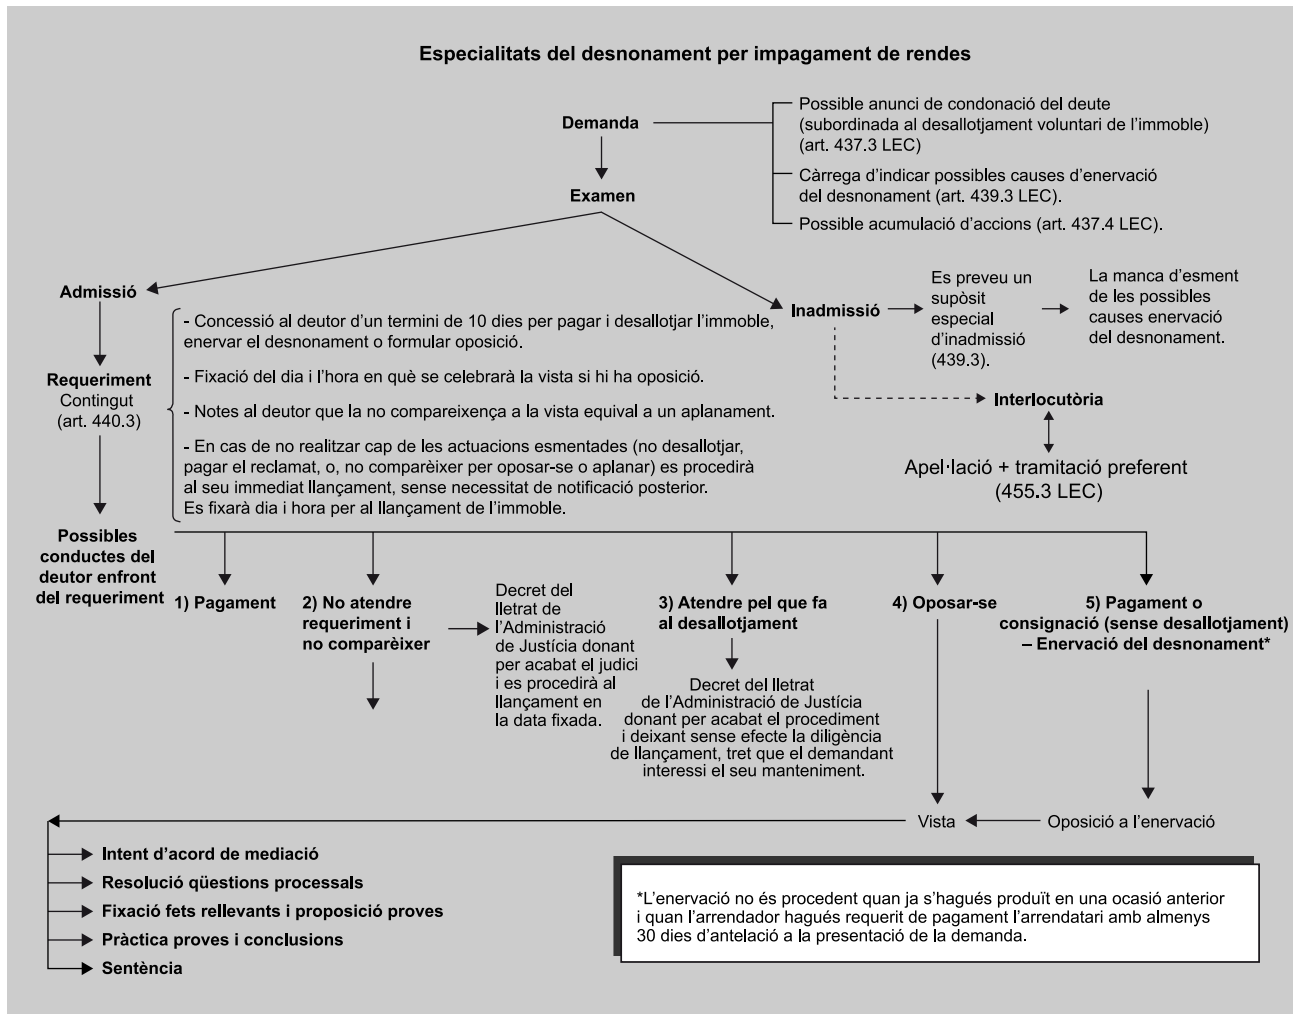 Especialitats del desnonament per impagament de rendes
Demanda
Possible anunci de condonació del deute
(subordinada al desallotjament voluntari de l'immoble)
(art. 437.3 LEC)
Càrrega d'indicar possibles causes d'enervació
del desnonament (art. 439.3 LEC).
Possible acumulació d'accions (art. 437.4 LEC).
Examen
Admissió
Inadmissió
Es preveu un
supòsit
especial
d'inadmissió
(439.3).
La manca d'esment
de les possibles
causes enervació
del desnonament.
Interlocutòria
Apel·lació + tramitació preferent
(455.3 LEC)
Requeriment
Contingut
(art. 440.3)
- Concessió al deutor d'un termini de 10 dies per pagar i desallotjar l'immoble,
enervar el desnonament o formular oposició.
- Fixació del dia i l'hora en què se celebrarà la vista si hi ha oposició.
- Notes al deutor que la no compareixença a la vista equival a un aplanament.
- En cas de no realitzar cap de les actuacions esmentades (no desallotjar,
pagar el reclamat, o, no comparèixer per oposar-se o aplanar) es procedirà
al seu immediat llançament, sense necessitat de notificació posterior.
Es fixarà dia i hora per al llançament de l'immoble.
Possibles
conductes del
deutor enfront
del requeriment
1) Pagament
2) No atendre
requeriment i
no comparèixer
Decret del
lletrat de
l'Administració
de Justícia donant
per acabat el judici
i es procedirà al
llançament en
la data fixada.
3) Atendre pel que fa
al desallotjament
Decret del lletrat
de l'Administració de Justícia
donant per acabat el procediment
i deixant sense efecte la diligència
de llançament, tret que el demandant
interessi el seu manteniment.
4) Oposar-se
5) Pagament o
consignació (sense desallotjament)
– Enervació del desnonament*
Vista
Oposició a l'enervació
Intent d'acord de mediació
Resolució qüestions processals
Fixació fets rellevants i proposició proves
Pràctica proves i conclusions
Sentència
*L'enervació no és procedent quan ja s'hagués produït en una ocasió anterior
i quan l'arrendador hagués requerit de pagament l'arrendatari amb almenys
30 dies d'antelació a la presentació de la demanda.